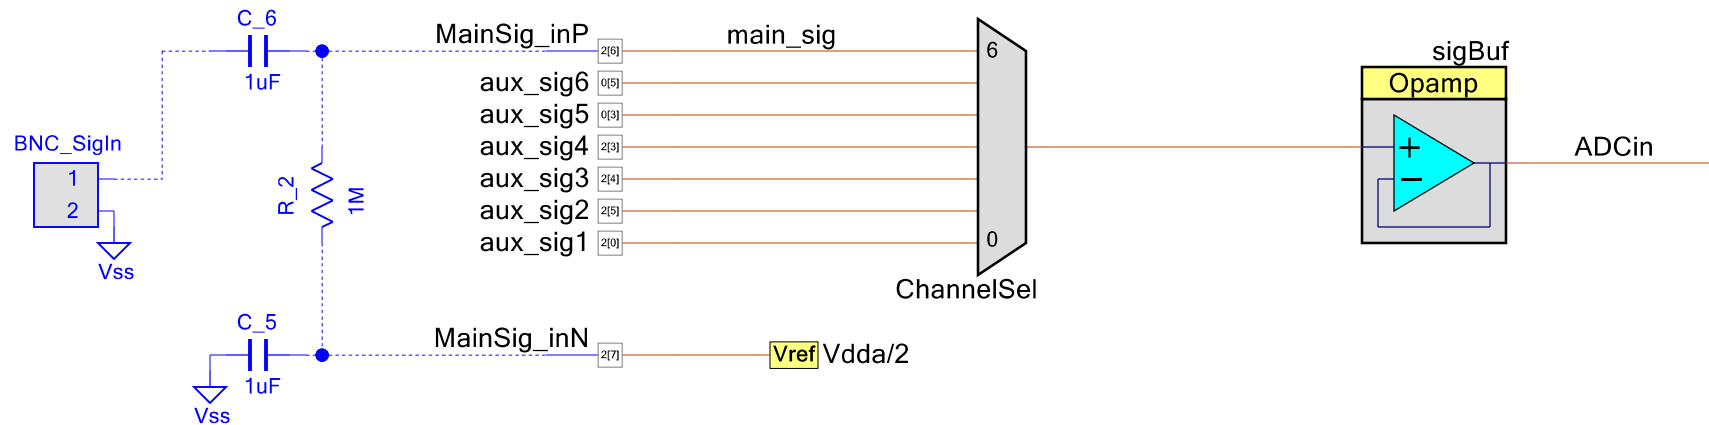 C_6
1uF
MainSig_inP 2[6] main_sig 6
aux_sig6 0[5]
aux_sig5 0[3]
aux_sig4 2[3]
aux_sig3 2[4]
aux_sig2 2[5]
aux_sig1 2[0] 0
ChannelSel
sigBuf
Opamp
+
−
ADCin
BNC_SigIn
1
2
Vss
R_2
1M
C_5
1uF
Vss
MainSig_inN 2[7] Vref Vdda/2